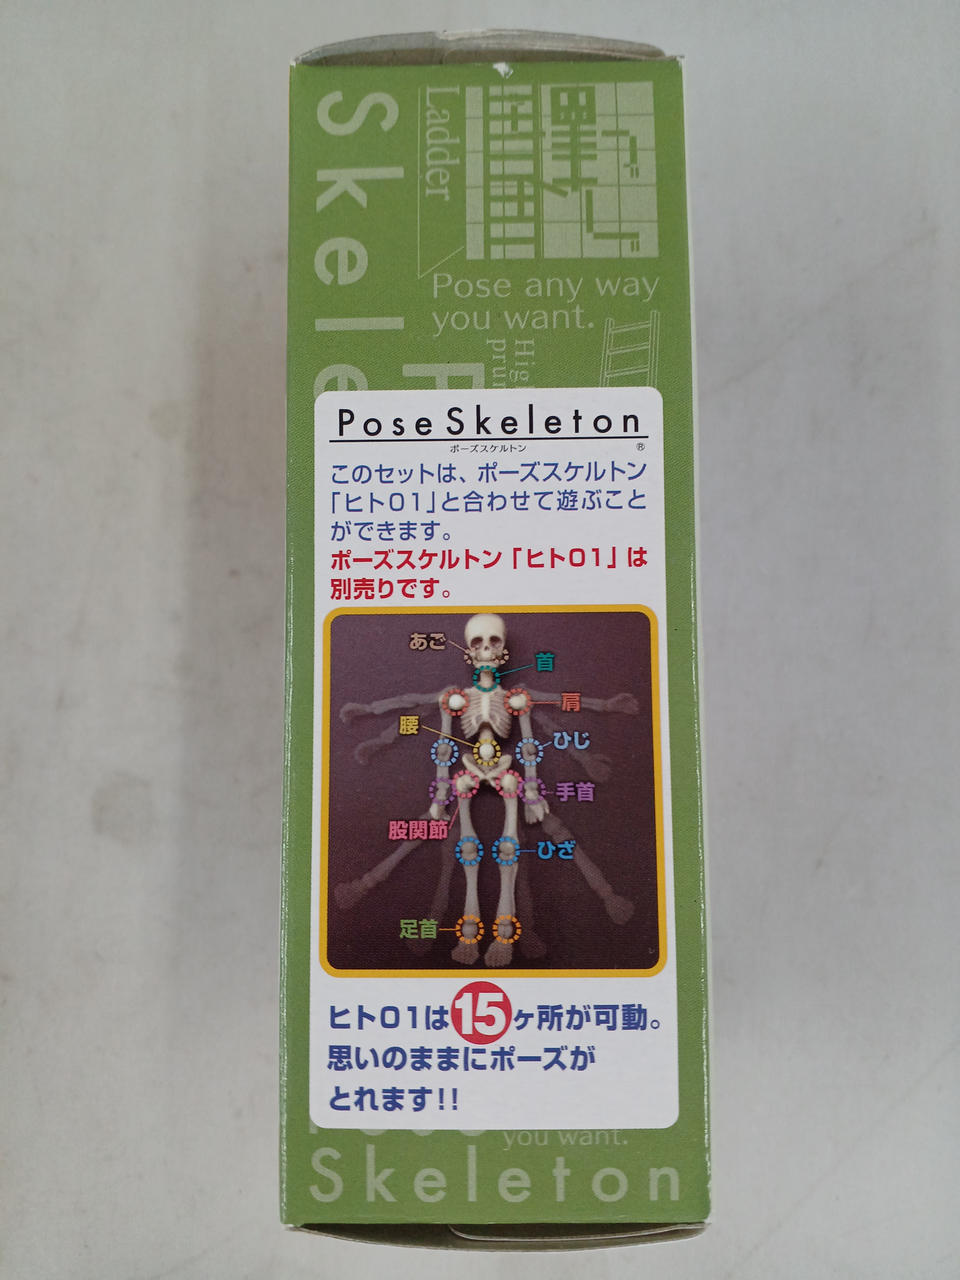 Skele
Ladder
Pose any way
you want.
PoseSkeleton
ポーズスケルトン
®
このセットは、ポーズスケルトン
「ヒト01」と合わせて遊ぶこと
ができます。
ポーズスケルトン「ヒト01」は
別売りです。
あご
首
肩
腰
ひじ
手首
股関節
ひざ
足首
ヒト01は15ヶ所が可動。
思いのままにポーズが
とれます!!
you want.
Skeleton